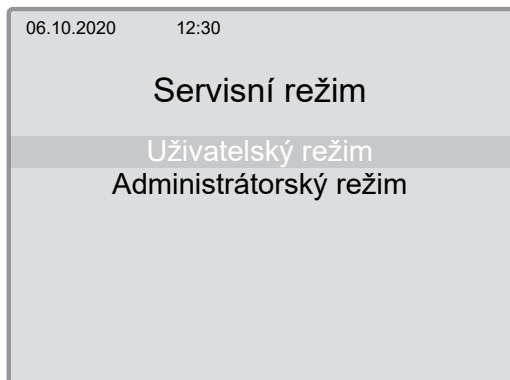 06.10.2020 12:30
Servisní režim
Uživatelský režim
Administrátorský režim